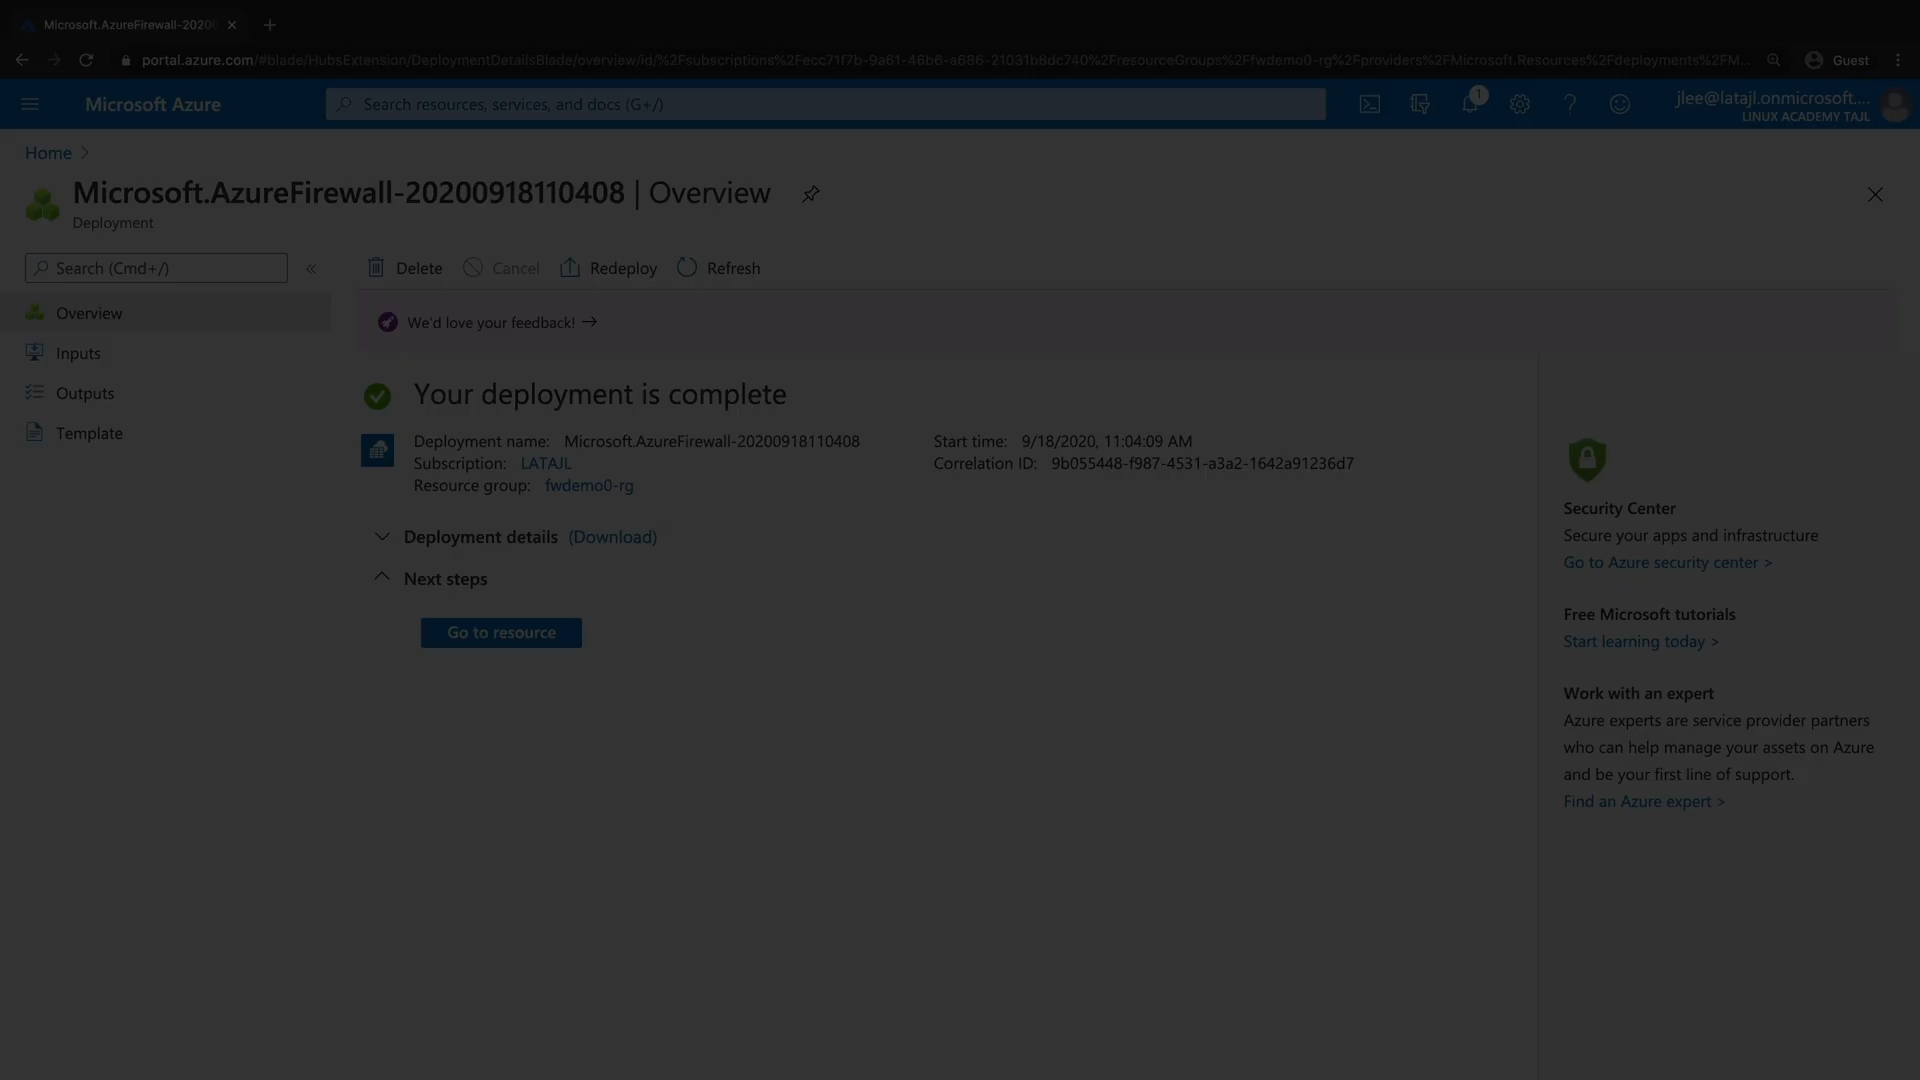 Microsoft.AzureFirewall-20200
portal.azure.com/#blade/HubsExtension/DeploymentDetailsBlade/overview/id/%2Fsubscriptions%2Fecc71f7b-9a61-46b6-a686-21031b6dc740%2FresourceGroups%2Ffwdemo0-rg%2Fproviders%2FMicrosoft.Resources%2Fdeployments%2FM...
Guest
Microsoft Azure
Search resources, services, and docs (G+/)
1
jlee@latajl.onmicrosoft....
LINUX ACADEMY TAJL
Home >
Microsoft.AzureFirewall-20200918110408 | Overview
Deployment
Search (Cmd+/)
«
Delete
Cancel
Redeploy
Refresh
Overview
Inputs
Outputs
Template
We'd love your feedback! →
Your deployment is complete
Deployment name: Microsoft.AzureFirewall-20200918110408
Subscription: LATAJL
Resource group: fwdemo0-rg
Start time: 9/18/2020, 11:04:09 AM
Correlation ID: 9b055448-f987-4531-a3a2-1642a91236d7
Deployment details (Download)
Next steps
Go to resource
Security Center
Secure your apps and infrastructure
Go to Azure security center >
Free Microsoft tutorials
Start learning today >
Work with an expert
Azure experts are service provider partners
who can help manage your assets on Azure
and be your first line of support.
Find an Azure expert >